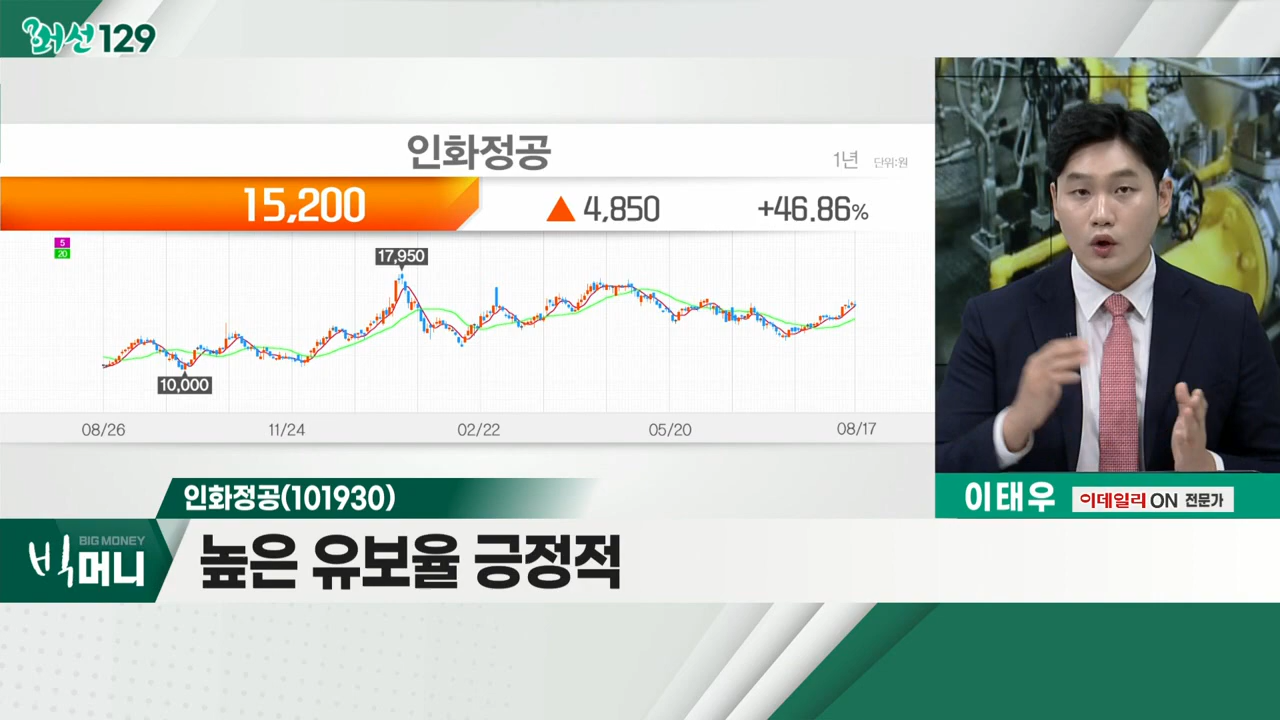 머선129
인화정공
1년 단위:원
15,200 ▲ 4,850 +46.86%
5
20
17,950
10,000
08/26 11/24 02/22 05/20 08/17
이태우 이데일리ON 전문가
인화정공(101930)
BIG MONEY
빅머니
높은 유보율 긍정적